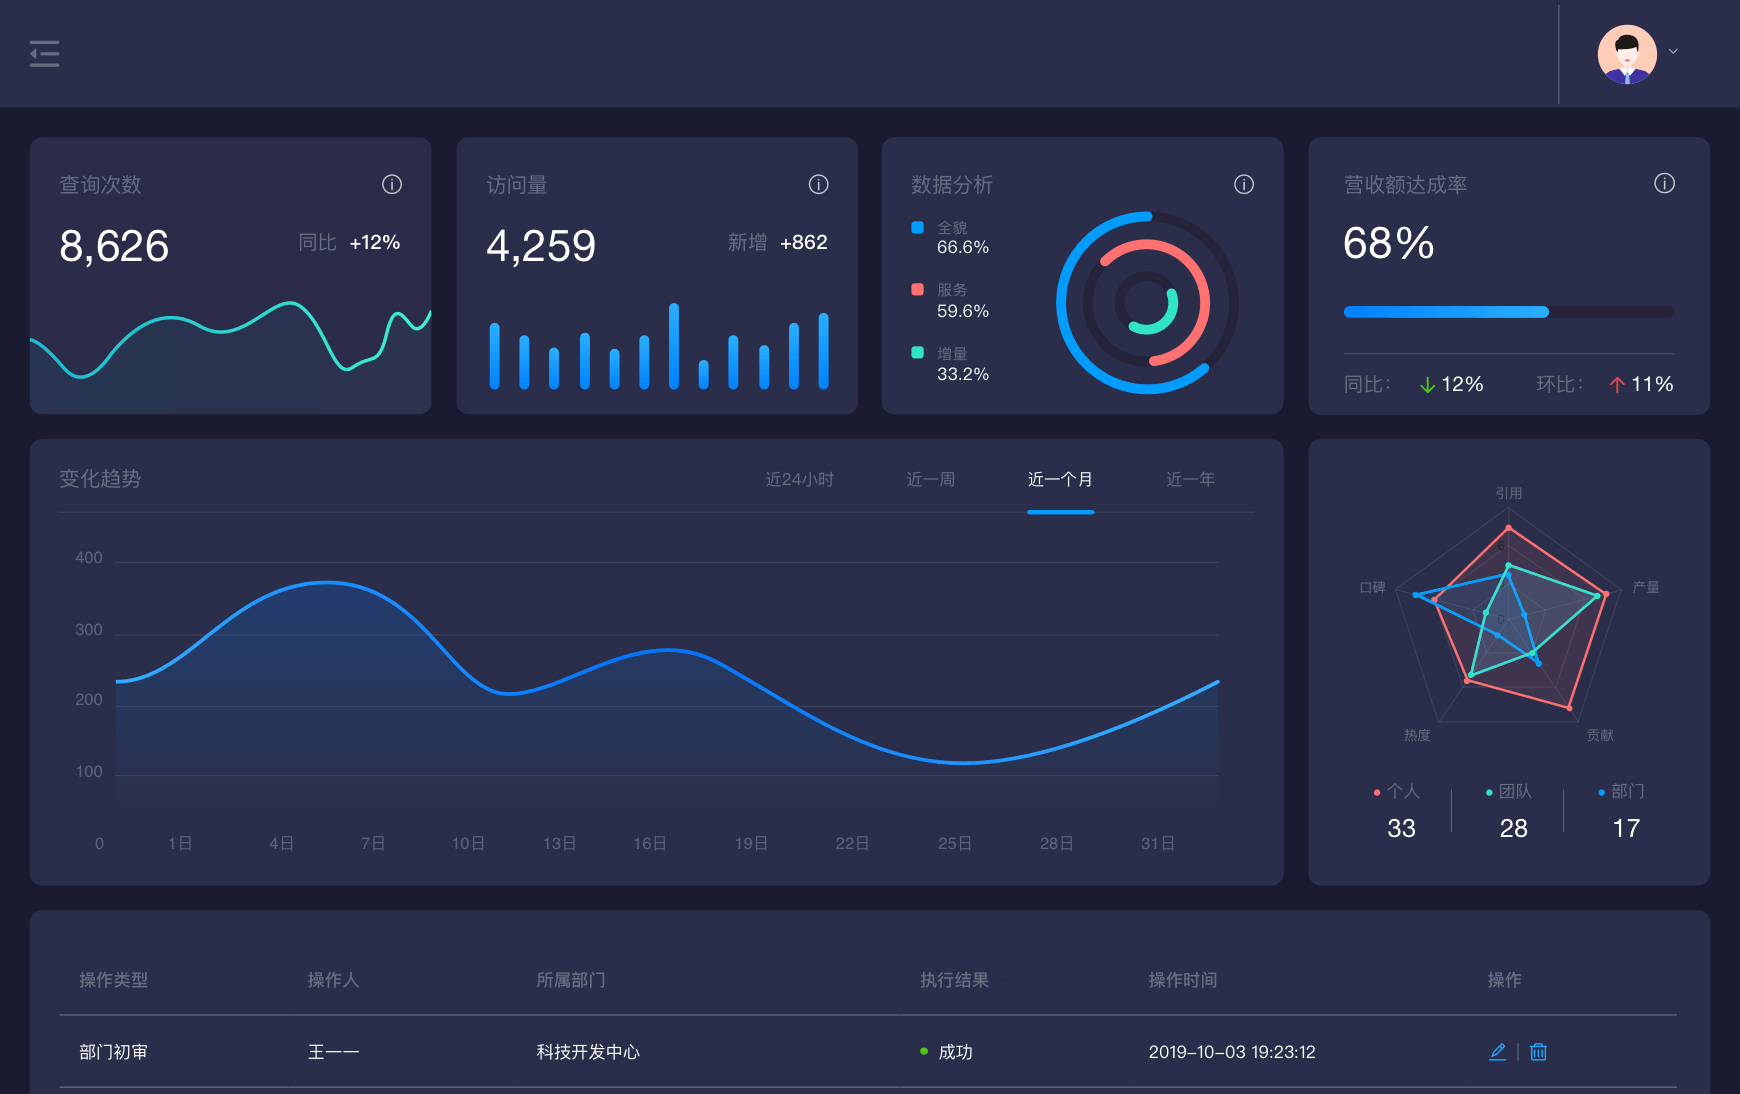 查询次数
8,626
同比 +12%
访问量
4,259
新增 +862
数据分析
全貌
66.6%
服务
59.6%
增量
33.2%
营收额达成率
68%
同比： 12% 环比： 11%
变化趋势
近24小时 近一周 近一个月 近一年
400
300
200
100
0 1日 4日 7日 10日 13日 16日 19日 22日 25日 28日 31日
引用
口碑 产量
0
热度 贡献
个人 团队 部门
33 28 17
操作类型 操作人 所属部门 执行结果 操作时间 操作
部门初审 王一一 科技开发中心 成功 2019-10-03 19:23:12